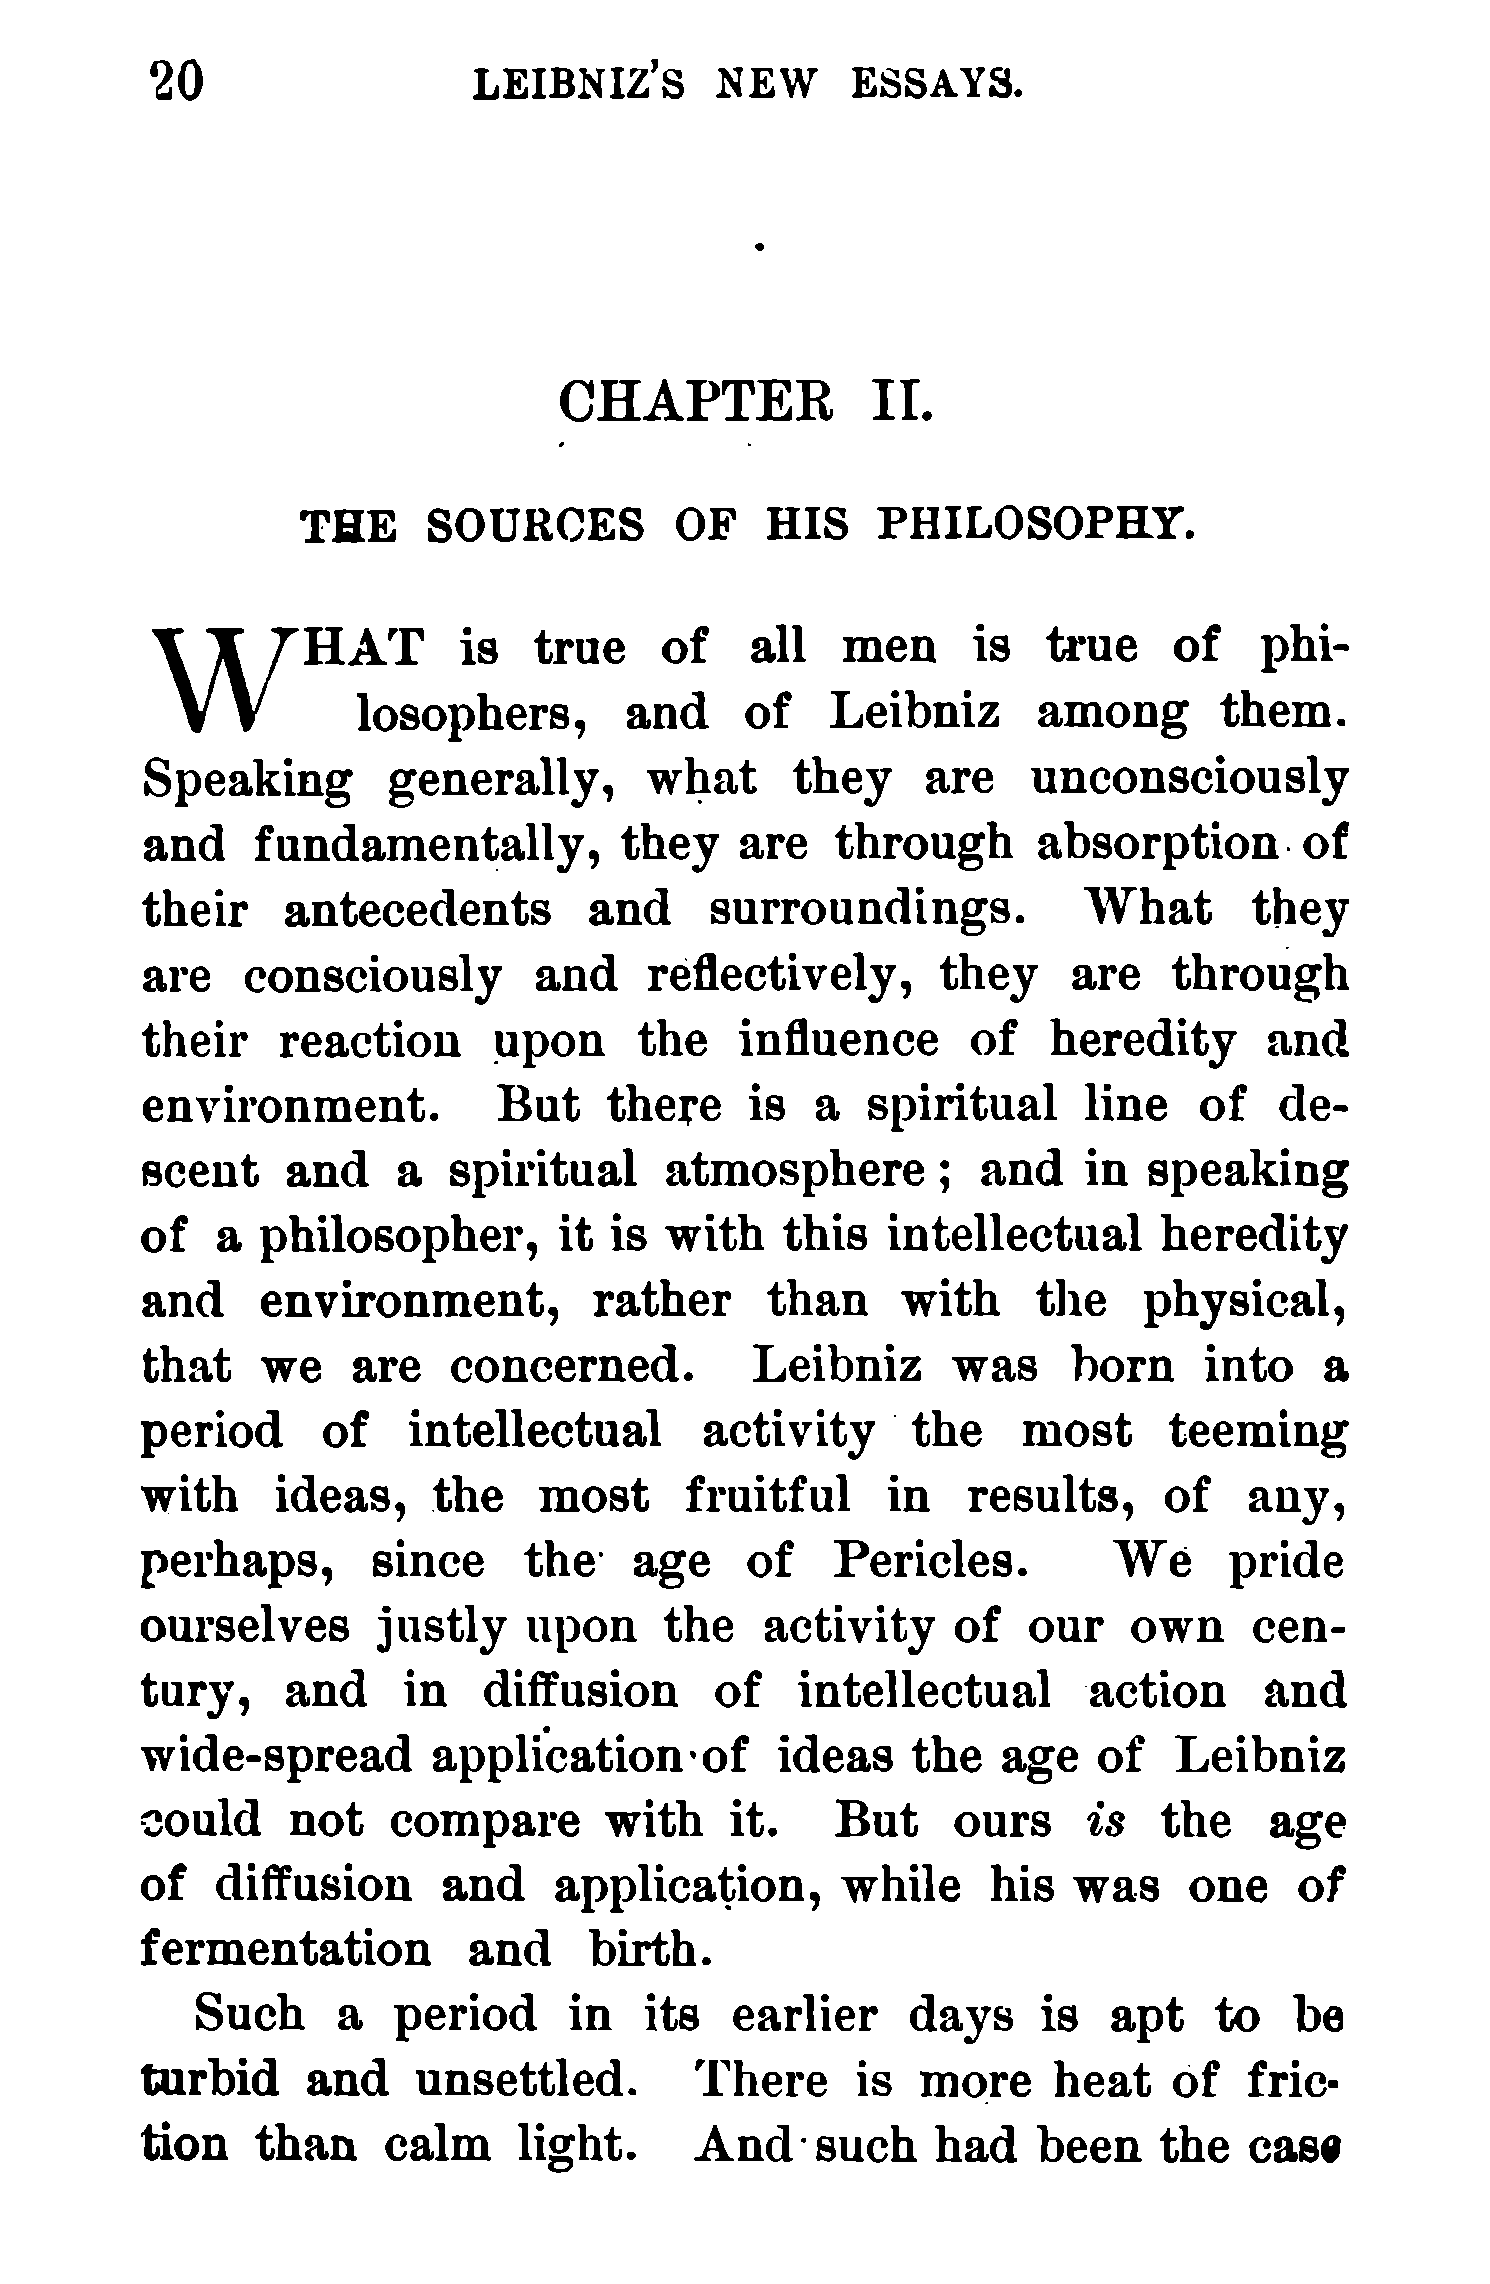 20 LEIBNIZ'S NEW ESSAYS.
CHAPTER II.
THE SOURCES OF HIS PHILOSOPHY.
WHAT is true of all men is true of phi-
losophers, and of Leibniz among them.
Speaking generally, what they are unconsciously
and fundamentally, they are through absorption of
their antecedents and surroundings. What they
are consciously and reflectively, they are through
their reaction upon the influence of heredity and
environment. But there is a spiritual line of de-
scent and a spiritual atmosphere; and in speaking
of a philosopher, it is with this intellectual heredity
and environment, rather than with the physical,
that we are concerned. Leibniz was born into a
period of intellectual activity the most teeming
with ideas, the most fruitful in results, of any,
perhaps, since the age of Pericles. We pride
ourselves justly upon the activity of our own cen-
tury, and in diffusion of intellectual action and
wide-spread application of ideas the age of Leibniz
could not compare with it. But ours is the age
of diffusion and application, while his was one of
fermentation and birth.
Such a period in its earlier days is apt to be
turbid and unsettled. There is more heat of fric-
tion than calm light. And such had been the case